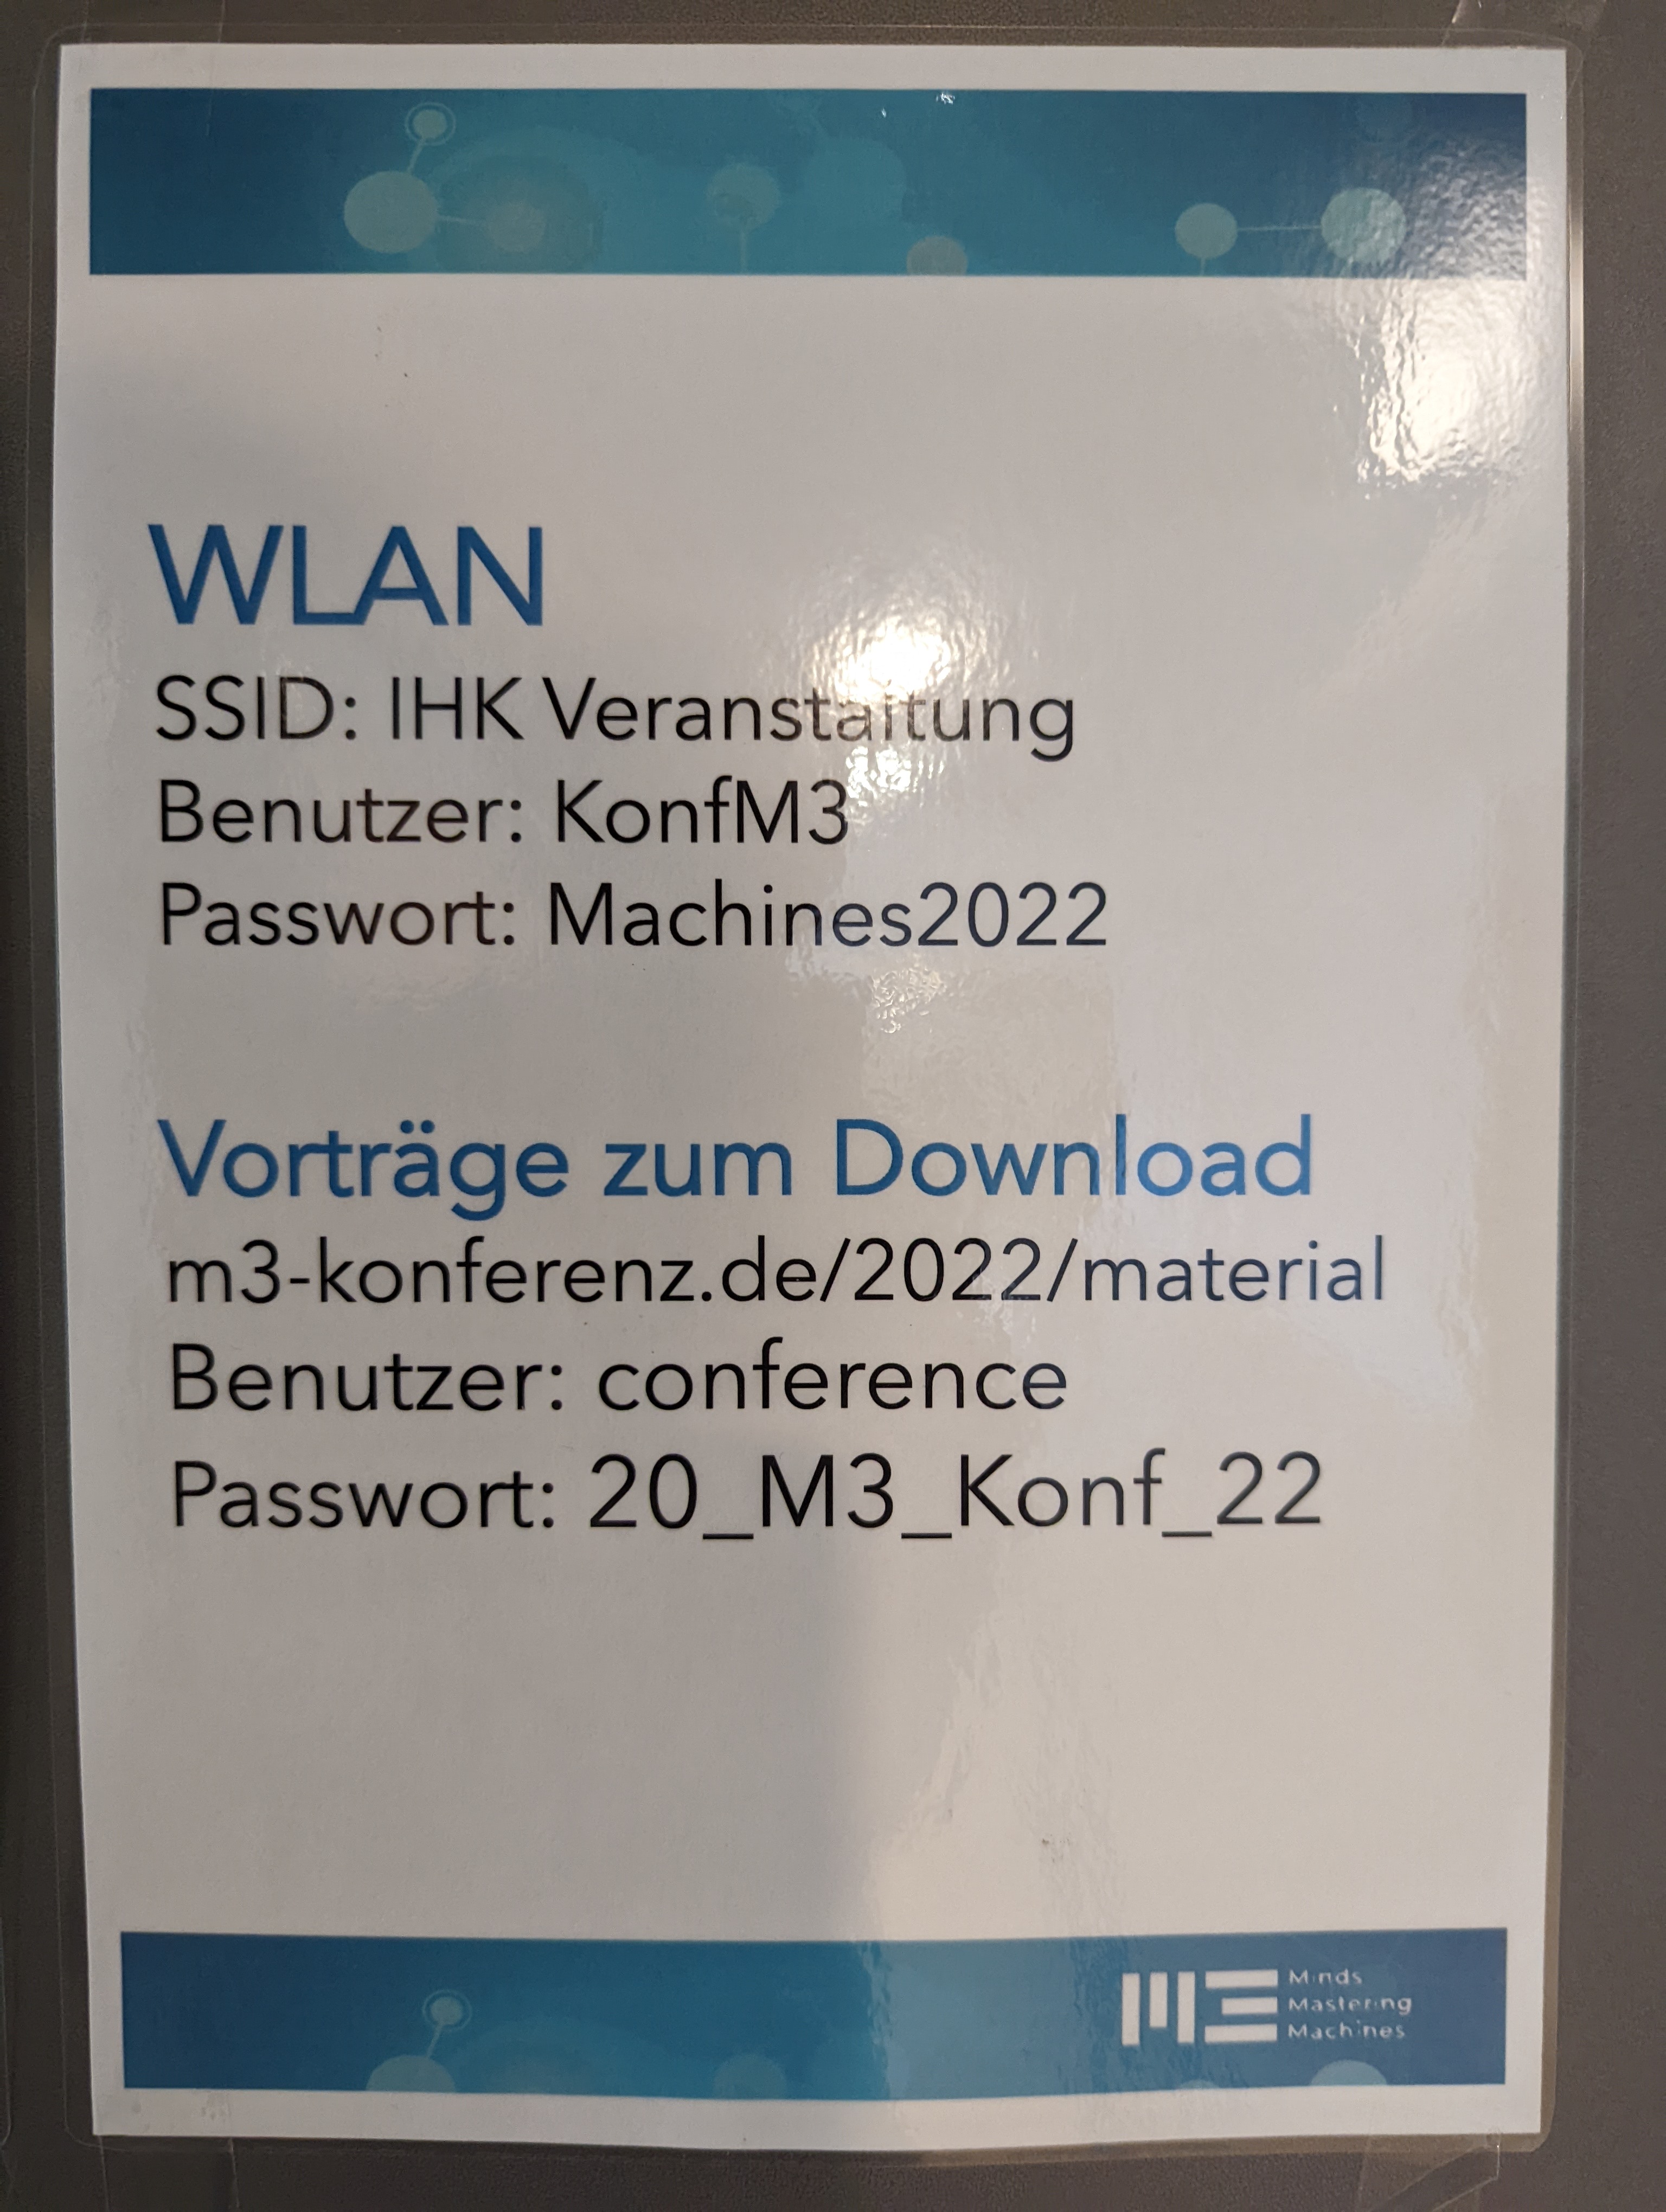 WLAN
SSID: IHK Veranstaltung
Benutzer: KonfM3
Passwort: Machines2022
Vorträge zum Download
m3-konferenz.de/2022/material
Benutzer: conference
Passwort: 20_M3_Konf_22
M3
Minds
Mastering
Machines